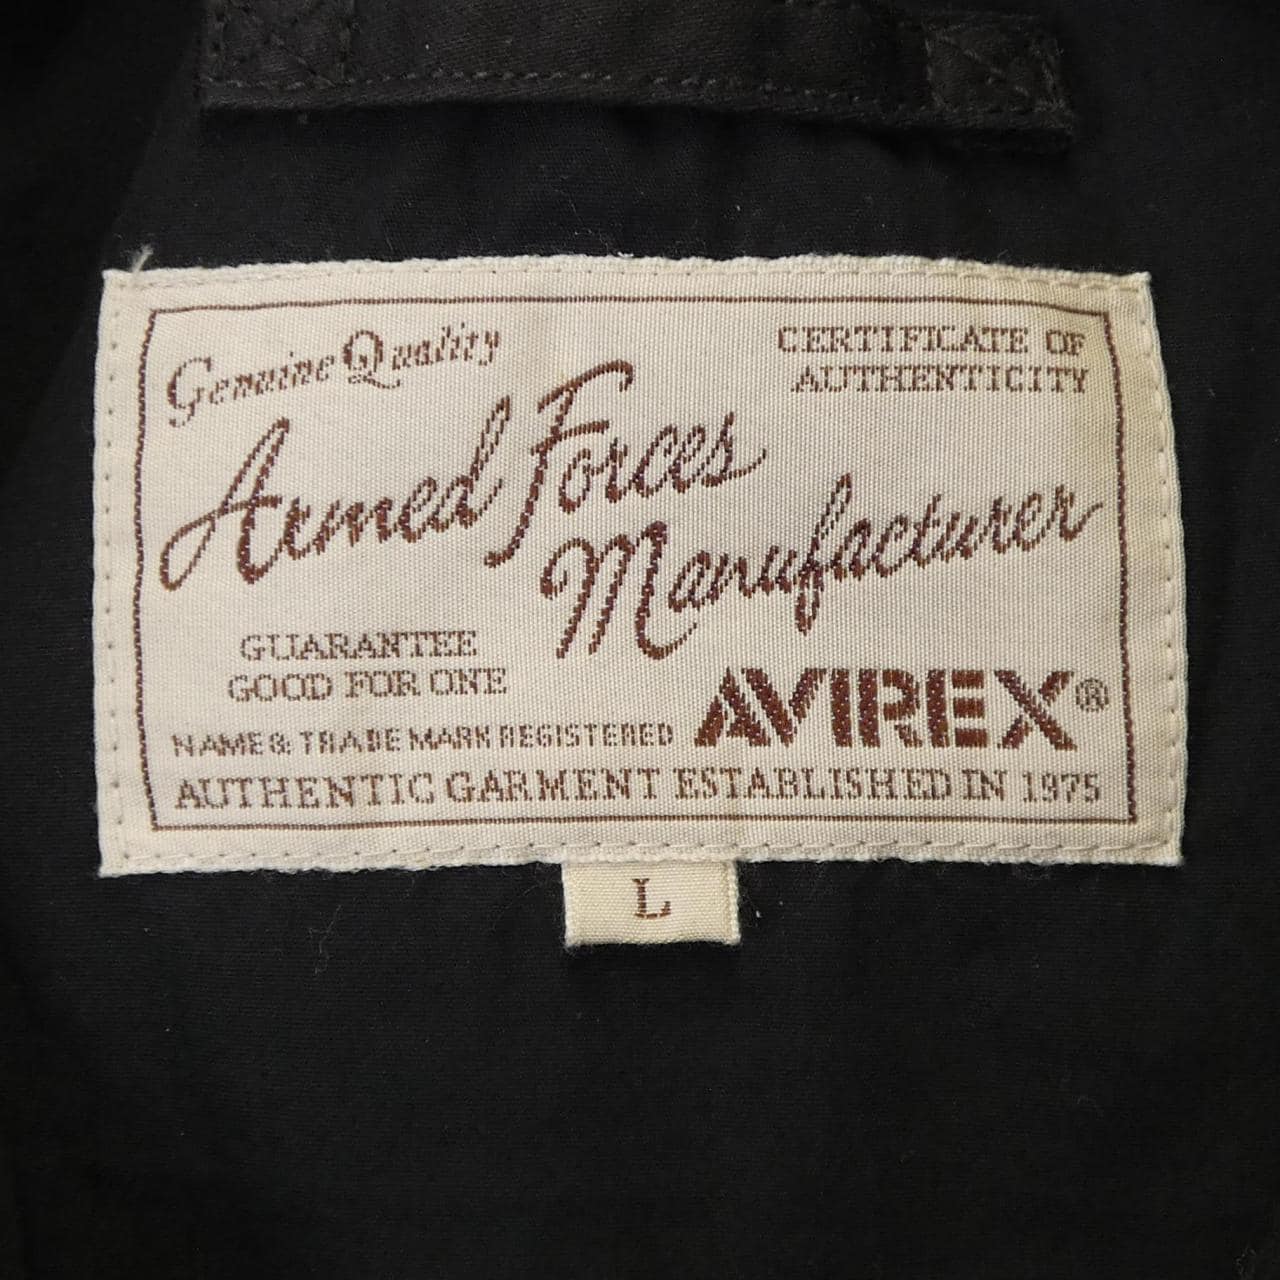 Genuine Quality
CERTIFICATE OF
AUTHENTICITY
Armed Forces
Manufacturer
GUARANTEE
GOOD FOR ONE
AVIREX®
NAME & TRADE MARK REGISTERED
AUTHENTIC GARMENT ESTABLISHED IN 1975
L